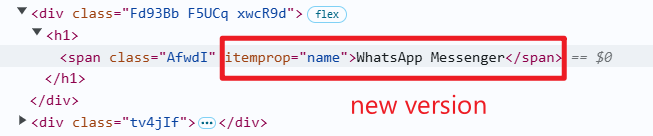 <div class="Fd93Bb F5UCq xwcR9d"> flex
<h1>
<span class="AfwdI" itemprop="name">WhatsApp Messenger</span> == $0
</h1>
</div>
<div class="tv4jIf">…</div>
new version